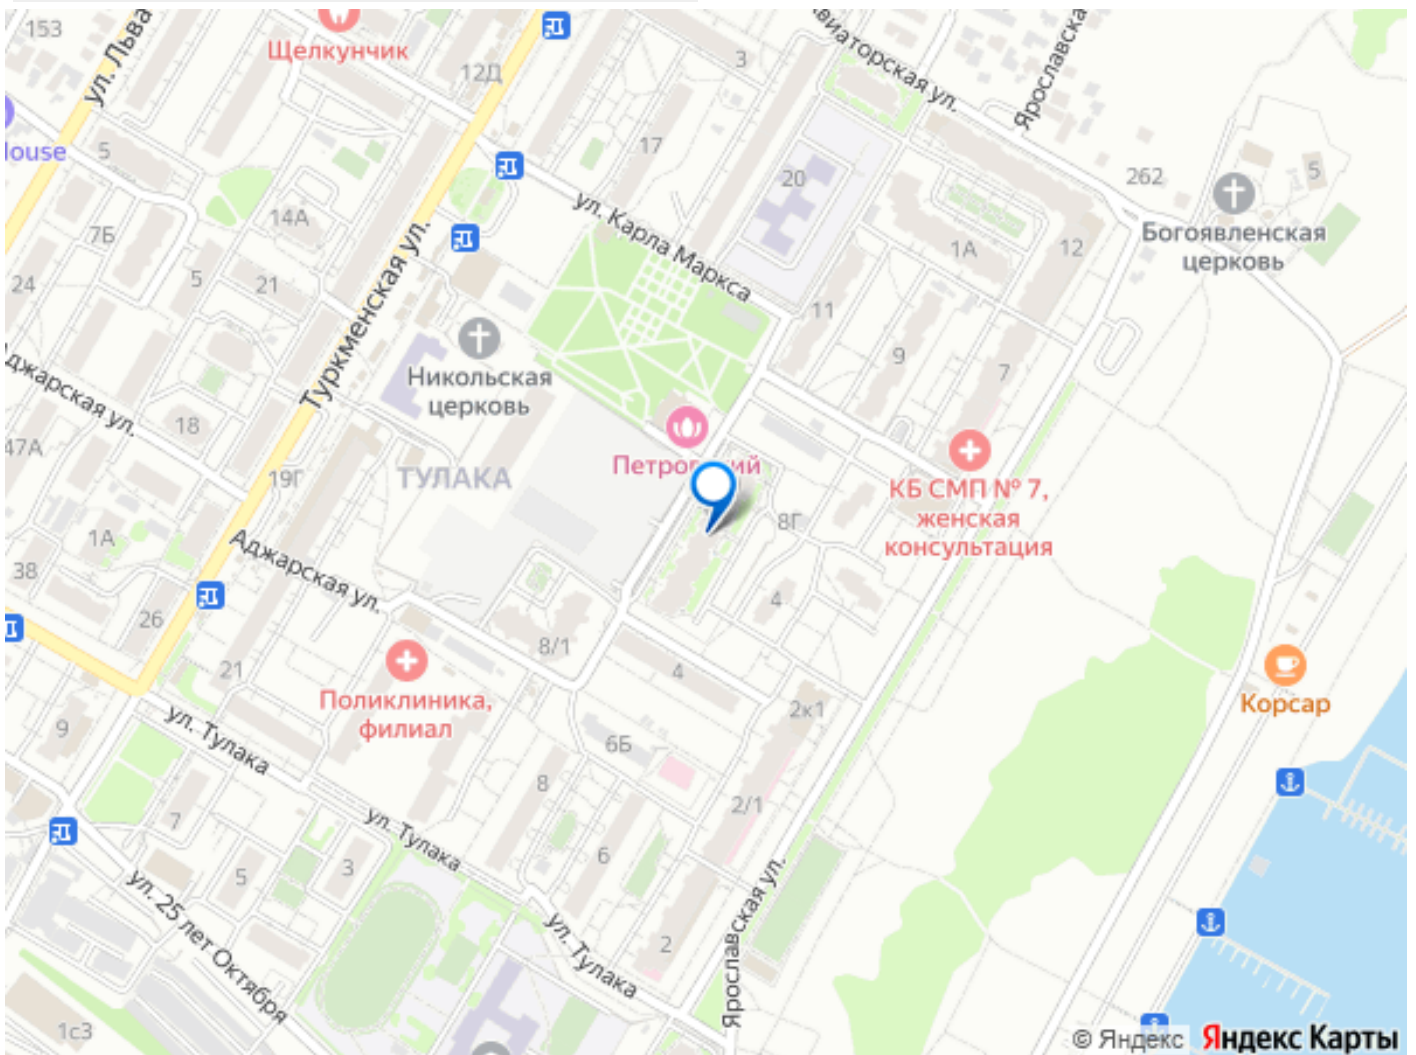 153
ул. Льва
Щелкунчик
12Д
3
Авиаторская ул.
Ярославска
17
20
262
5
Богоявленская
церковь
5
ouse
14А
7Б
5
21
24
ул. Карла Маркса
1А
12
11
9
7
Туркменская ул.
Никольская
церковь
Аджарская ул.
18
47А
19Г
ТУЛАКА
Петровский
8Г
КБ СМП № 7,
женская
консультация
1А
38
Аджарская ул.
26
4
8/1
21
4
Поликлиника,
филиал
2к1
Корсар
9
ул. Тулака
6Б
8
2/1
7
ул. Тулака
6
5
3
ул. 25 лет Октября
2
ул. Тулака
Ярославская ул.
1с3
© Яндекс Яндекс Карты